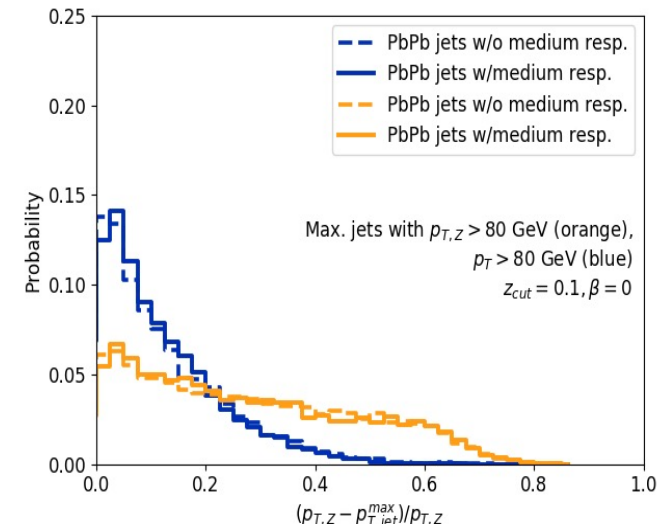 0.25
0.20
0.15
0.10
0.05
0.00
Probability
PbPb jets w/o medium resp.
PbPb jets w/medium resp.
PbPb jets w/o medium resp.
PbPb jets w/medium resp.
Max. jets with p_{T,Z} > 80 GeV (orange),
p_T > 80 GeV (blue)
z_{cut} = 0.1, β = 0
0.0 0.2 0.4 0.6 0.8 1.0
(p_{T,Z} − p_{T,jet}^{max})/p_{T,Z}